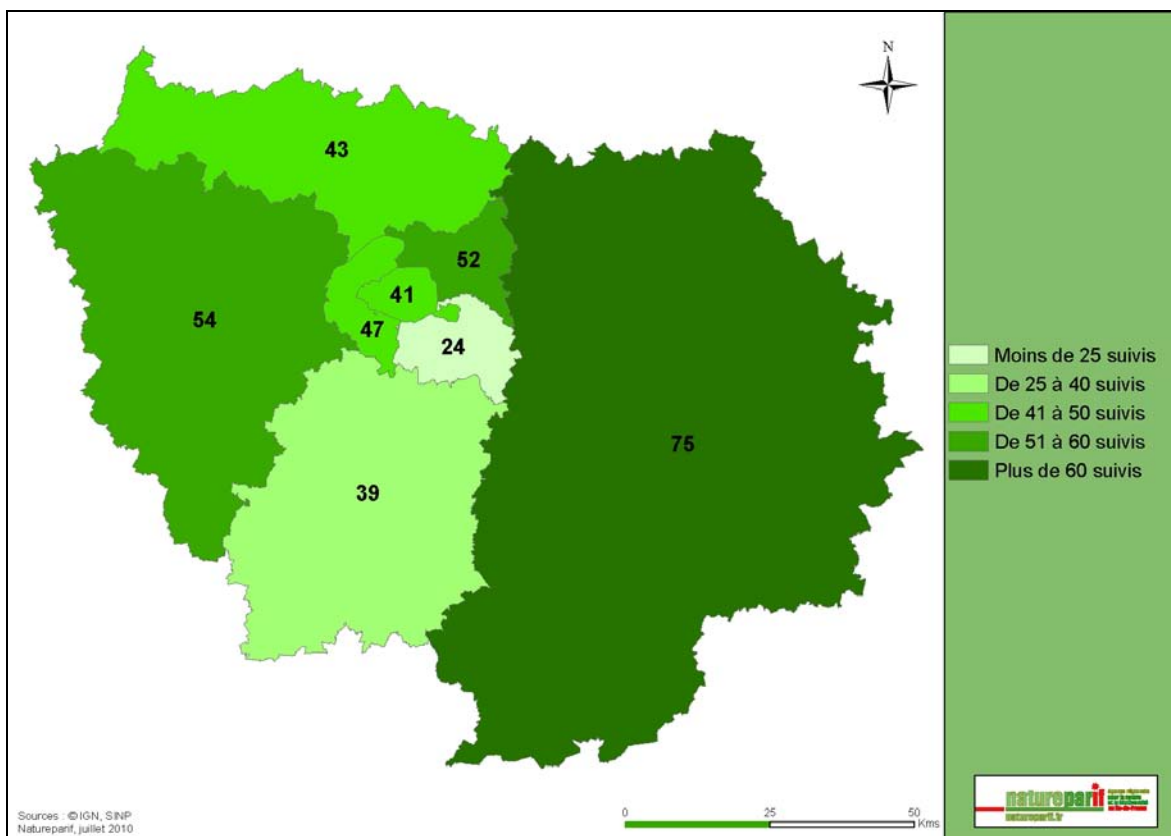 N
43
52
41
54
47
24
75
39
Moins de 25 suivis
De 25 à 40 suivis
De 41 à 50 suivis
De 51 à 60 suivis
Plus de 60 suivis
Sources : ©IGN, SINP
Natureparif, juillet 2010
0 25 50
Kms
natureparif
natureparif.fr